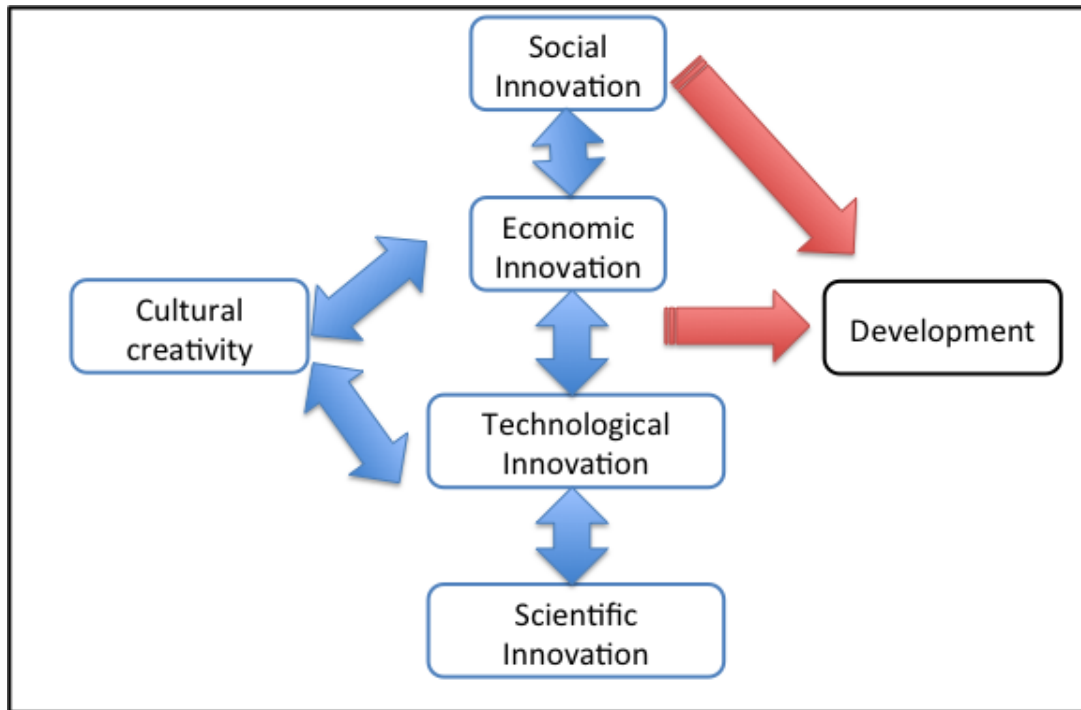 Social
Innovation
Economic
Innovation
Cultural
creativity
Development
Technological
Innovation
Scientific
Innovation